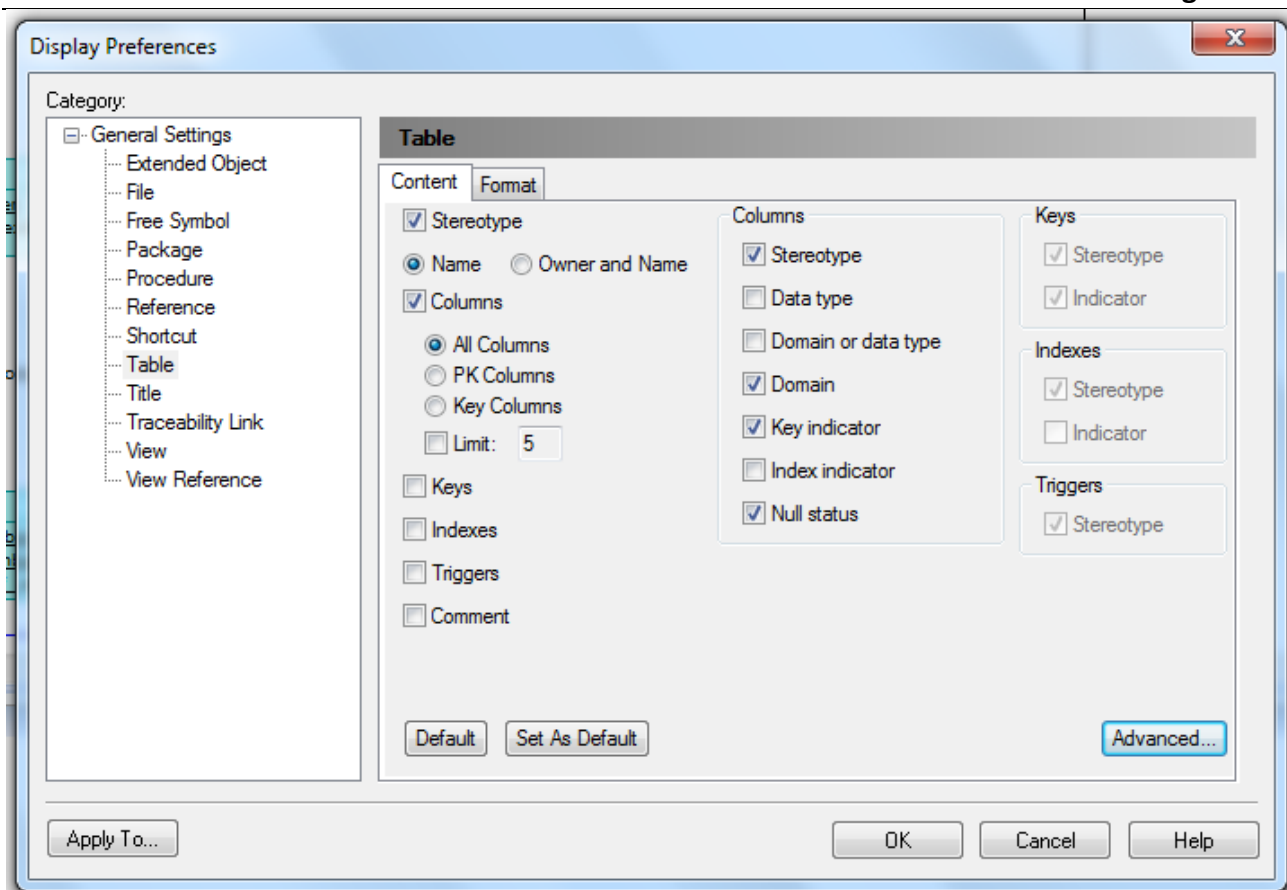 Display Preferences
Category:
General Settings
Extended Object
File
Free Symbol
Package
Procedure
Reference
Shortcut
Table
Title
Traceability Link
View
View Reference
Table
Content Format
Stereotype
Name Owner and Name
Columns
All Columns
PK Columns
Key Columns
Limit: 5
Keys
Indexes
Triggers
Comment
Columns
Stereotype
Data type
Domain or data type
Domain
Key indicator
Index indicator
Null status
Keys
Stereotype
Indicator
Indexes
Stereotype
Indicator
Triggers
Stereotype
Default Set As Default Advanced...
Apply To... OK Cancel Help